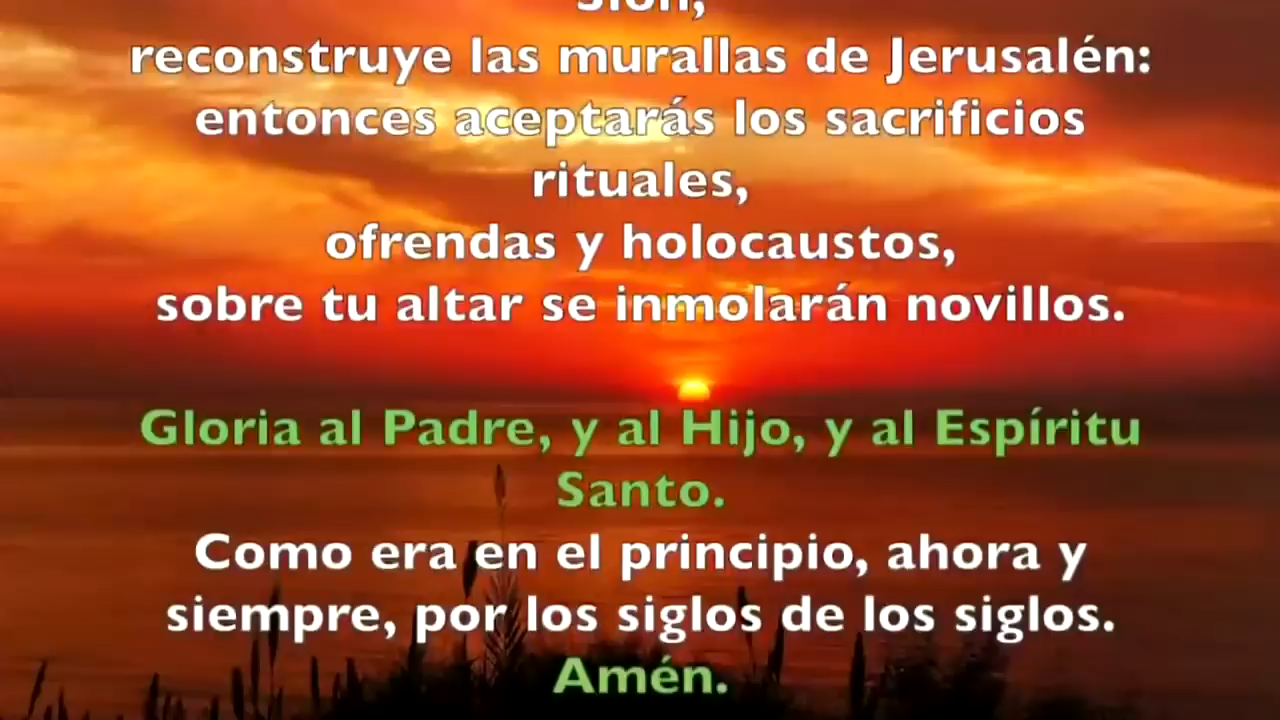 Sión,
reconstruye las murallas de Jerusalén:
entonces aceptarás los sacrificios
rituales,
ofrendas y holocaustos,
sobre tu altar se inmolarán novillos.
Gloria al Padre, y al Hijo, y al Espíritu
Santo.
Como era en el principio, ahora y
siempre, por los siglos de los siglos.
Amén.